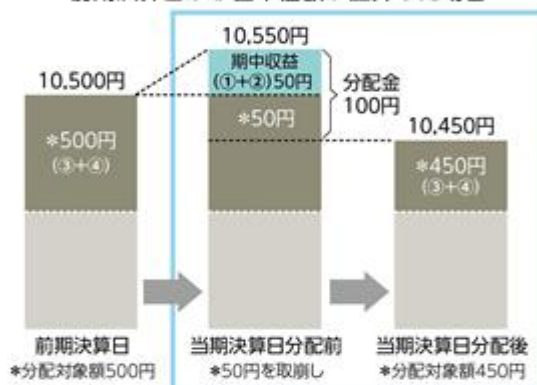 10,550円
期中収益
(①+②)50円
分配金
100円
10,500円
*50円
10,450円
*500円
(③+④)
*450円
(③+④)
前期決算日
当期決算日分配前
当期決算日分配後
*分配対象額500円
*50円を取崩し
*分配対象額450円